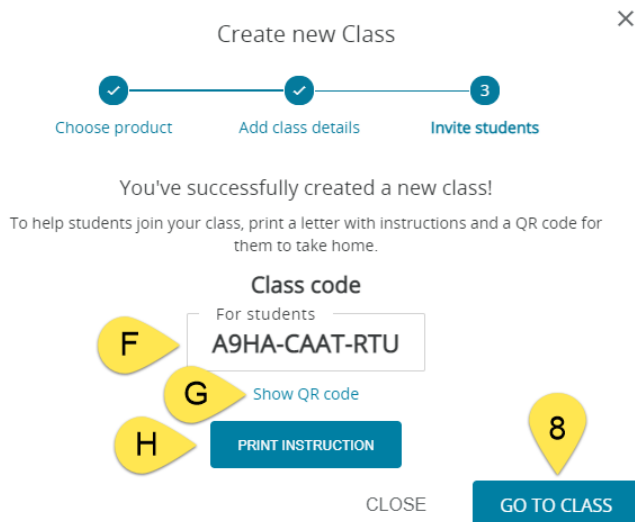 ×
Create new Class
3
Choose product Add class details Invite students
You've successfully created a new class!
To help students join your class, print a letter with instructions and a QR code for
them to take home.
Class code
For students
F A9HA-CAAT-RTU
G Show QR code
H PRINT INSTRUCTION
8
CLOSE GO TO CLASS